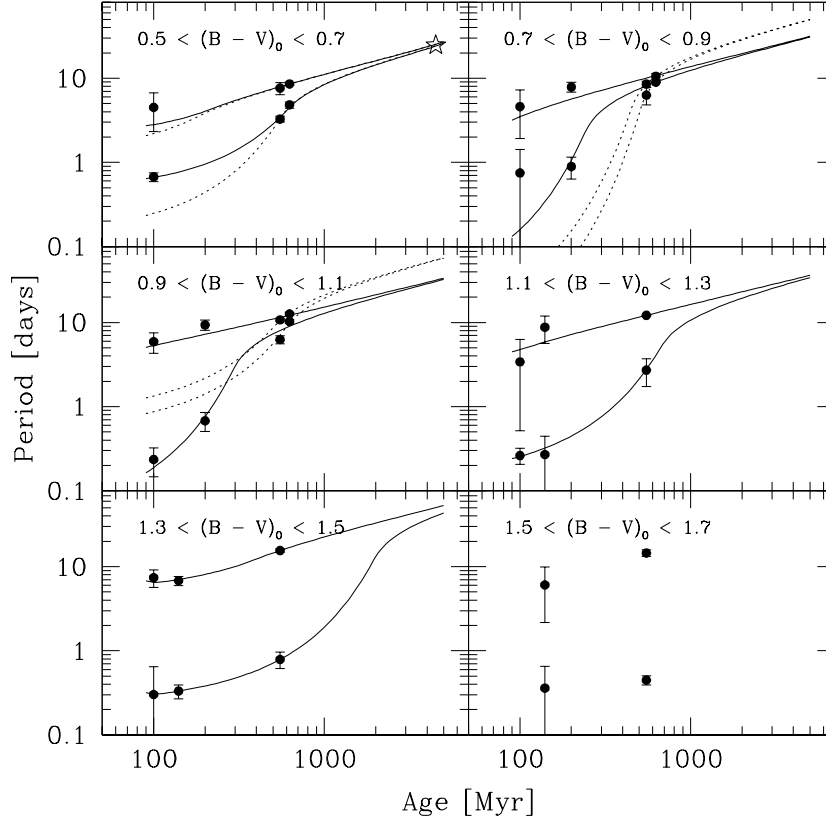 0.5 < (B − V)₀ < 0.7
0.7 < (B − V)₀ < 0.9
10
1
0.1
0.9 < (B − V)₀ < 1.1
1.1 < (B − V)₀ < 1.3
10
1
0.1
Period [days]
1.3 < (B − V)₀ < 1.5
1.5 < (B − V)₀ < 1.7
10
1
0.1
100 1000 100 1000
Age [Myr]